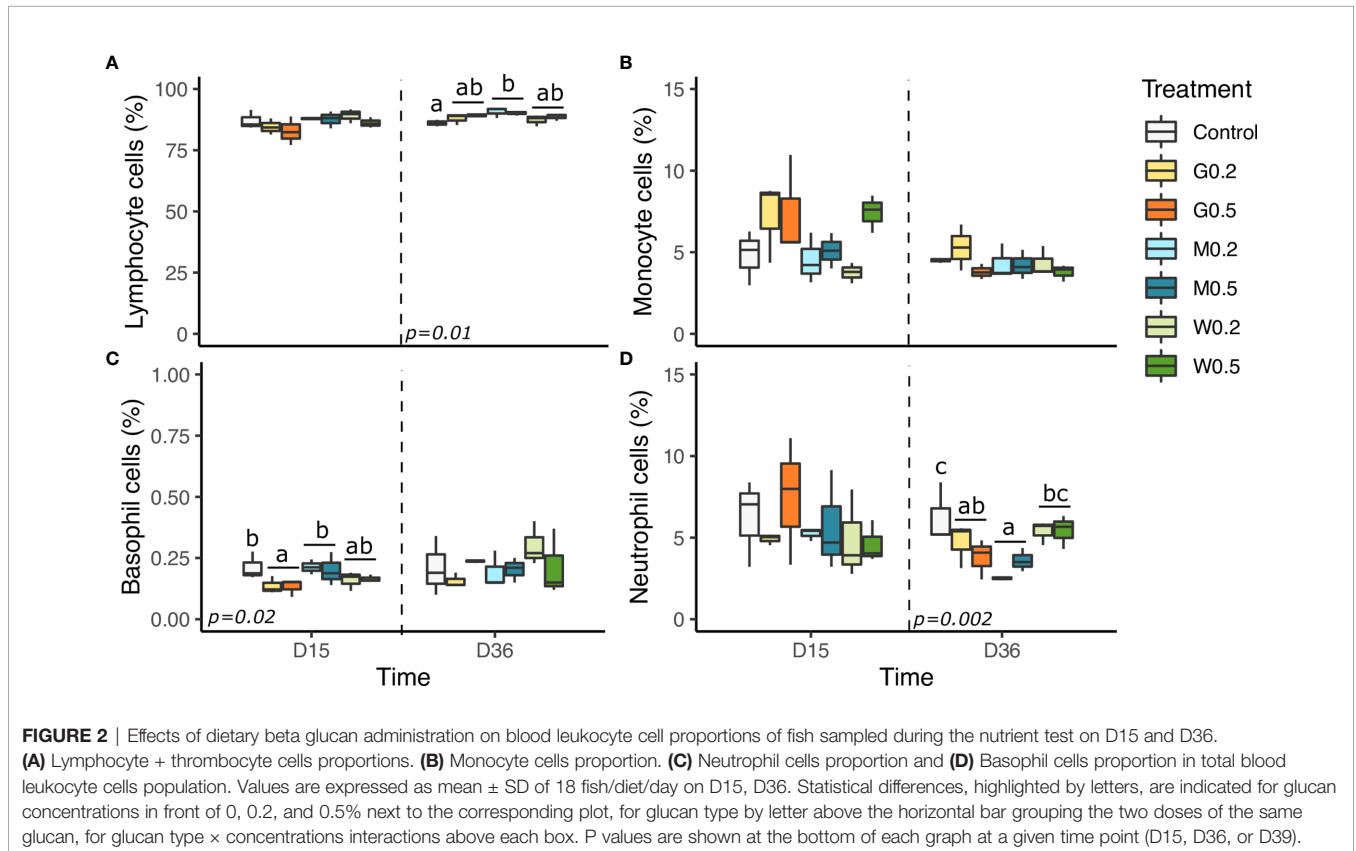 A
Lymphocyte cells (%)
100
75
50
25
0
a
ab
b
ab
p=0.01
B
Monocyte cells (%)
15
10
5
0
Treatment
Control
G0.2
G0.5
M0.2
M0.5
W0.2
W0.5
C
Basophil cells (%)
1.00
0.75
0.50
0.25
0.00
b
a
b
ab
p=0.02
D15
D36
Time
D
Neutrophil cells (%)
15
10
5
0
c
ab
a
bc
p=0.002
D15
D36
Time
FIGURE 2 | Effects of dietary beta glucan administration on blood leukocyte cell proportions of fish sampled during the nutrient test on D15 and D36.
(A) Lymphocyte + thrombocyte cells proportions. (B) Monocyte cells proportion. (C) Neutrophil cells proportion and (D) Basophil cells proportion in total blood
leukocyte cells population. Values are expressed as mean ± SD of 18 fish/diet/day on D15, D36. Statistical differences, highlighted by letters, are indicated for glucan
concentrations in front of 0, 0.2, and 0.5% next to the corresponding plot, for glucan type by letter above the horizontal bar grouping the two doses of the same
glucan, for glucan type × concentrations interactions above each box. P values are shown at the bottom of each graph at a given time point (D15, D36, or D39).